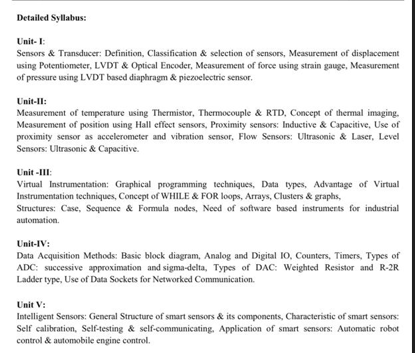 Detailed Syllabus:
Unit- I:
Sensors & Transducer: Definition, Classification & selection of sensors, Measurement of displacement
using Potentiometer, LVDT & Optical Encoder, Measurement of force using strain gauge, Measurement
of pressure using LVDT based diaphragm & piezoelectric sensor.
Unit-II:
Measurement of temperature using Thermistor, Thermocouple & RTD, Concept of thermal imaging,
Measurement of position using Hall effect sensors, Proximity sensors: Inductive & Capacitive, Use of
proximity sensor as accelerometer and vibration sensor, Flow Sensors: Ultrasonic & Laser, Level
Sensors: Ultrasonic & Capacitive.
Unit -III:
Virtual Instrumentation: Graphical programming techniques, Data types, Advantage of Virtual
Instrumentation techniques, Concept of WHILE & FOR loops, Arrays, Clusters & graphs,
Structures: Case, Sequence & Formula nodes, Need of software based instruments for industrial
automation.
Unit-IV:
Data Acquisition Methods: Basic block diagram, Analog and Digital IO, Counters, Timers, Types of
ADC: successive approximation and sigma-delta, Types of DAC: Weighted Resistor and R-2R
Ladder type, Use of Data Sockets for Networked Communication.
Unit V:
Intelligent Sensors: General Structure of smart sensors & its components, Characteristic of smart sensors:
Self calibration, Self-testing & self-communicating, Application of smart sensors: Automatic robot
control & automobile engine control.